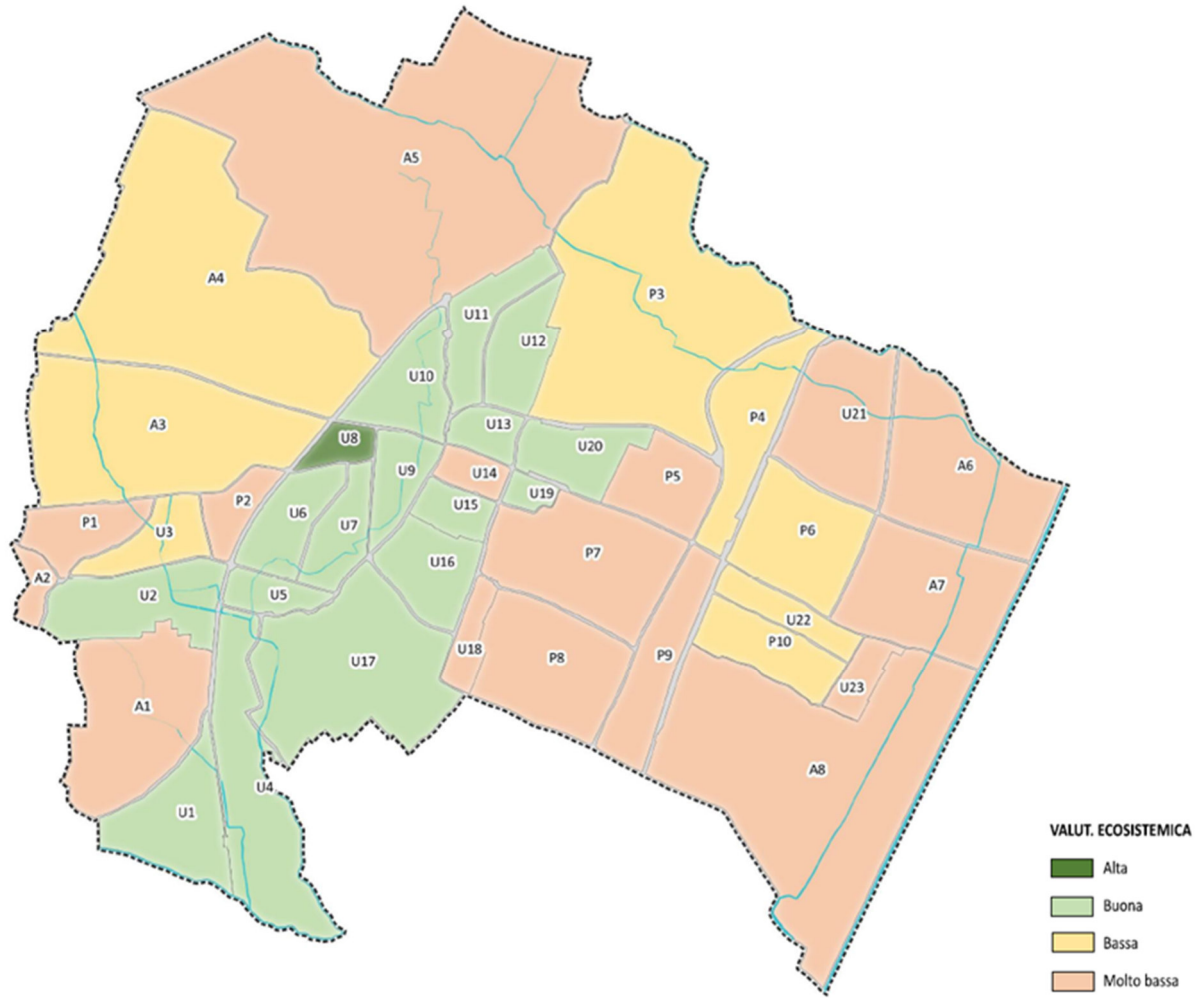 A5
A4
P3
U11
U12
U10
P4
U21
A3
U8
U13
U20
A6
U9
U14
P5
P2
U15
U19
P1
U3
U6
U7
P6
P7
U16
A2
A7
U2
U5
U22
P10
U17
U18
P8
P9
U23
A1
A8
U4
U1
VALUT. ECOSISTEMICA
Alta
Buona
Bassa
Molto bassa